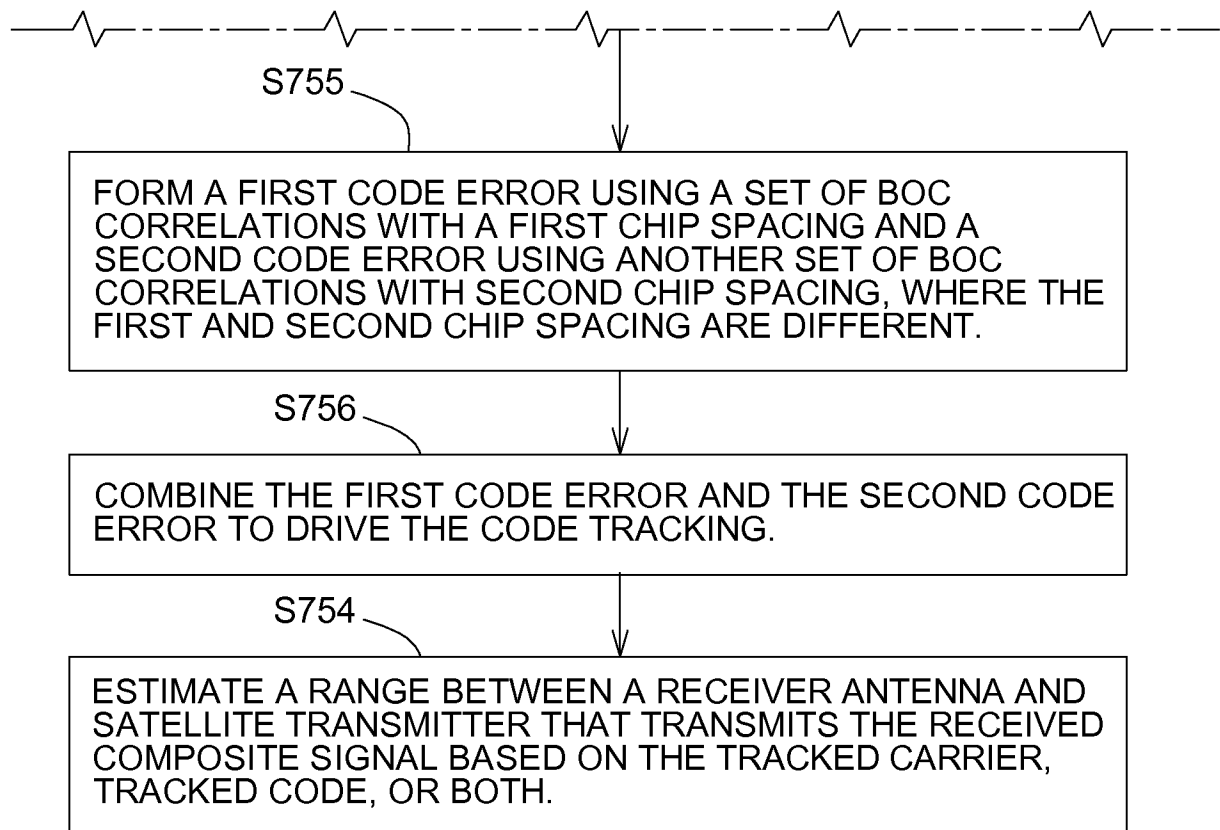 S755
FORM A FIRST CODE ERROR USING A SET OF BOC
CORRELATIONS WITH A FIRST CHIP SPACING AND A
SECOND CODE ERROR USING ANOTHER SET OF BOC
CORRELATIONS WITH SECOND CHIP SPACING, WHERE THE
FIRST AND SECOND CHIP SPACING ARE DIFFERENT.
S756
COMBINE THE FIRST CODE ERROR AND THE SECOND CODE
ERROR TO DRIVE THE CODE TRACKING.
S754
ESTIMATE A RANGE BETWEEN A RECEIVER ANTENNA AND
SATELLITE TRANSMITTER THAT TRANSMITS THE RECEIVED
COMPOSITE SIGNAL BASED ON THE TRACKED CARRIER,
TRACKED CODE, OR BOTH.